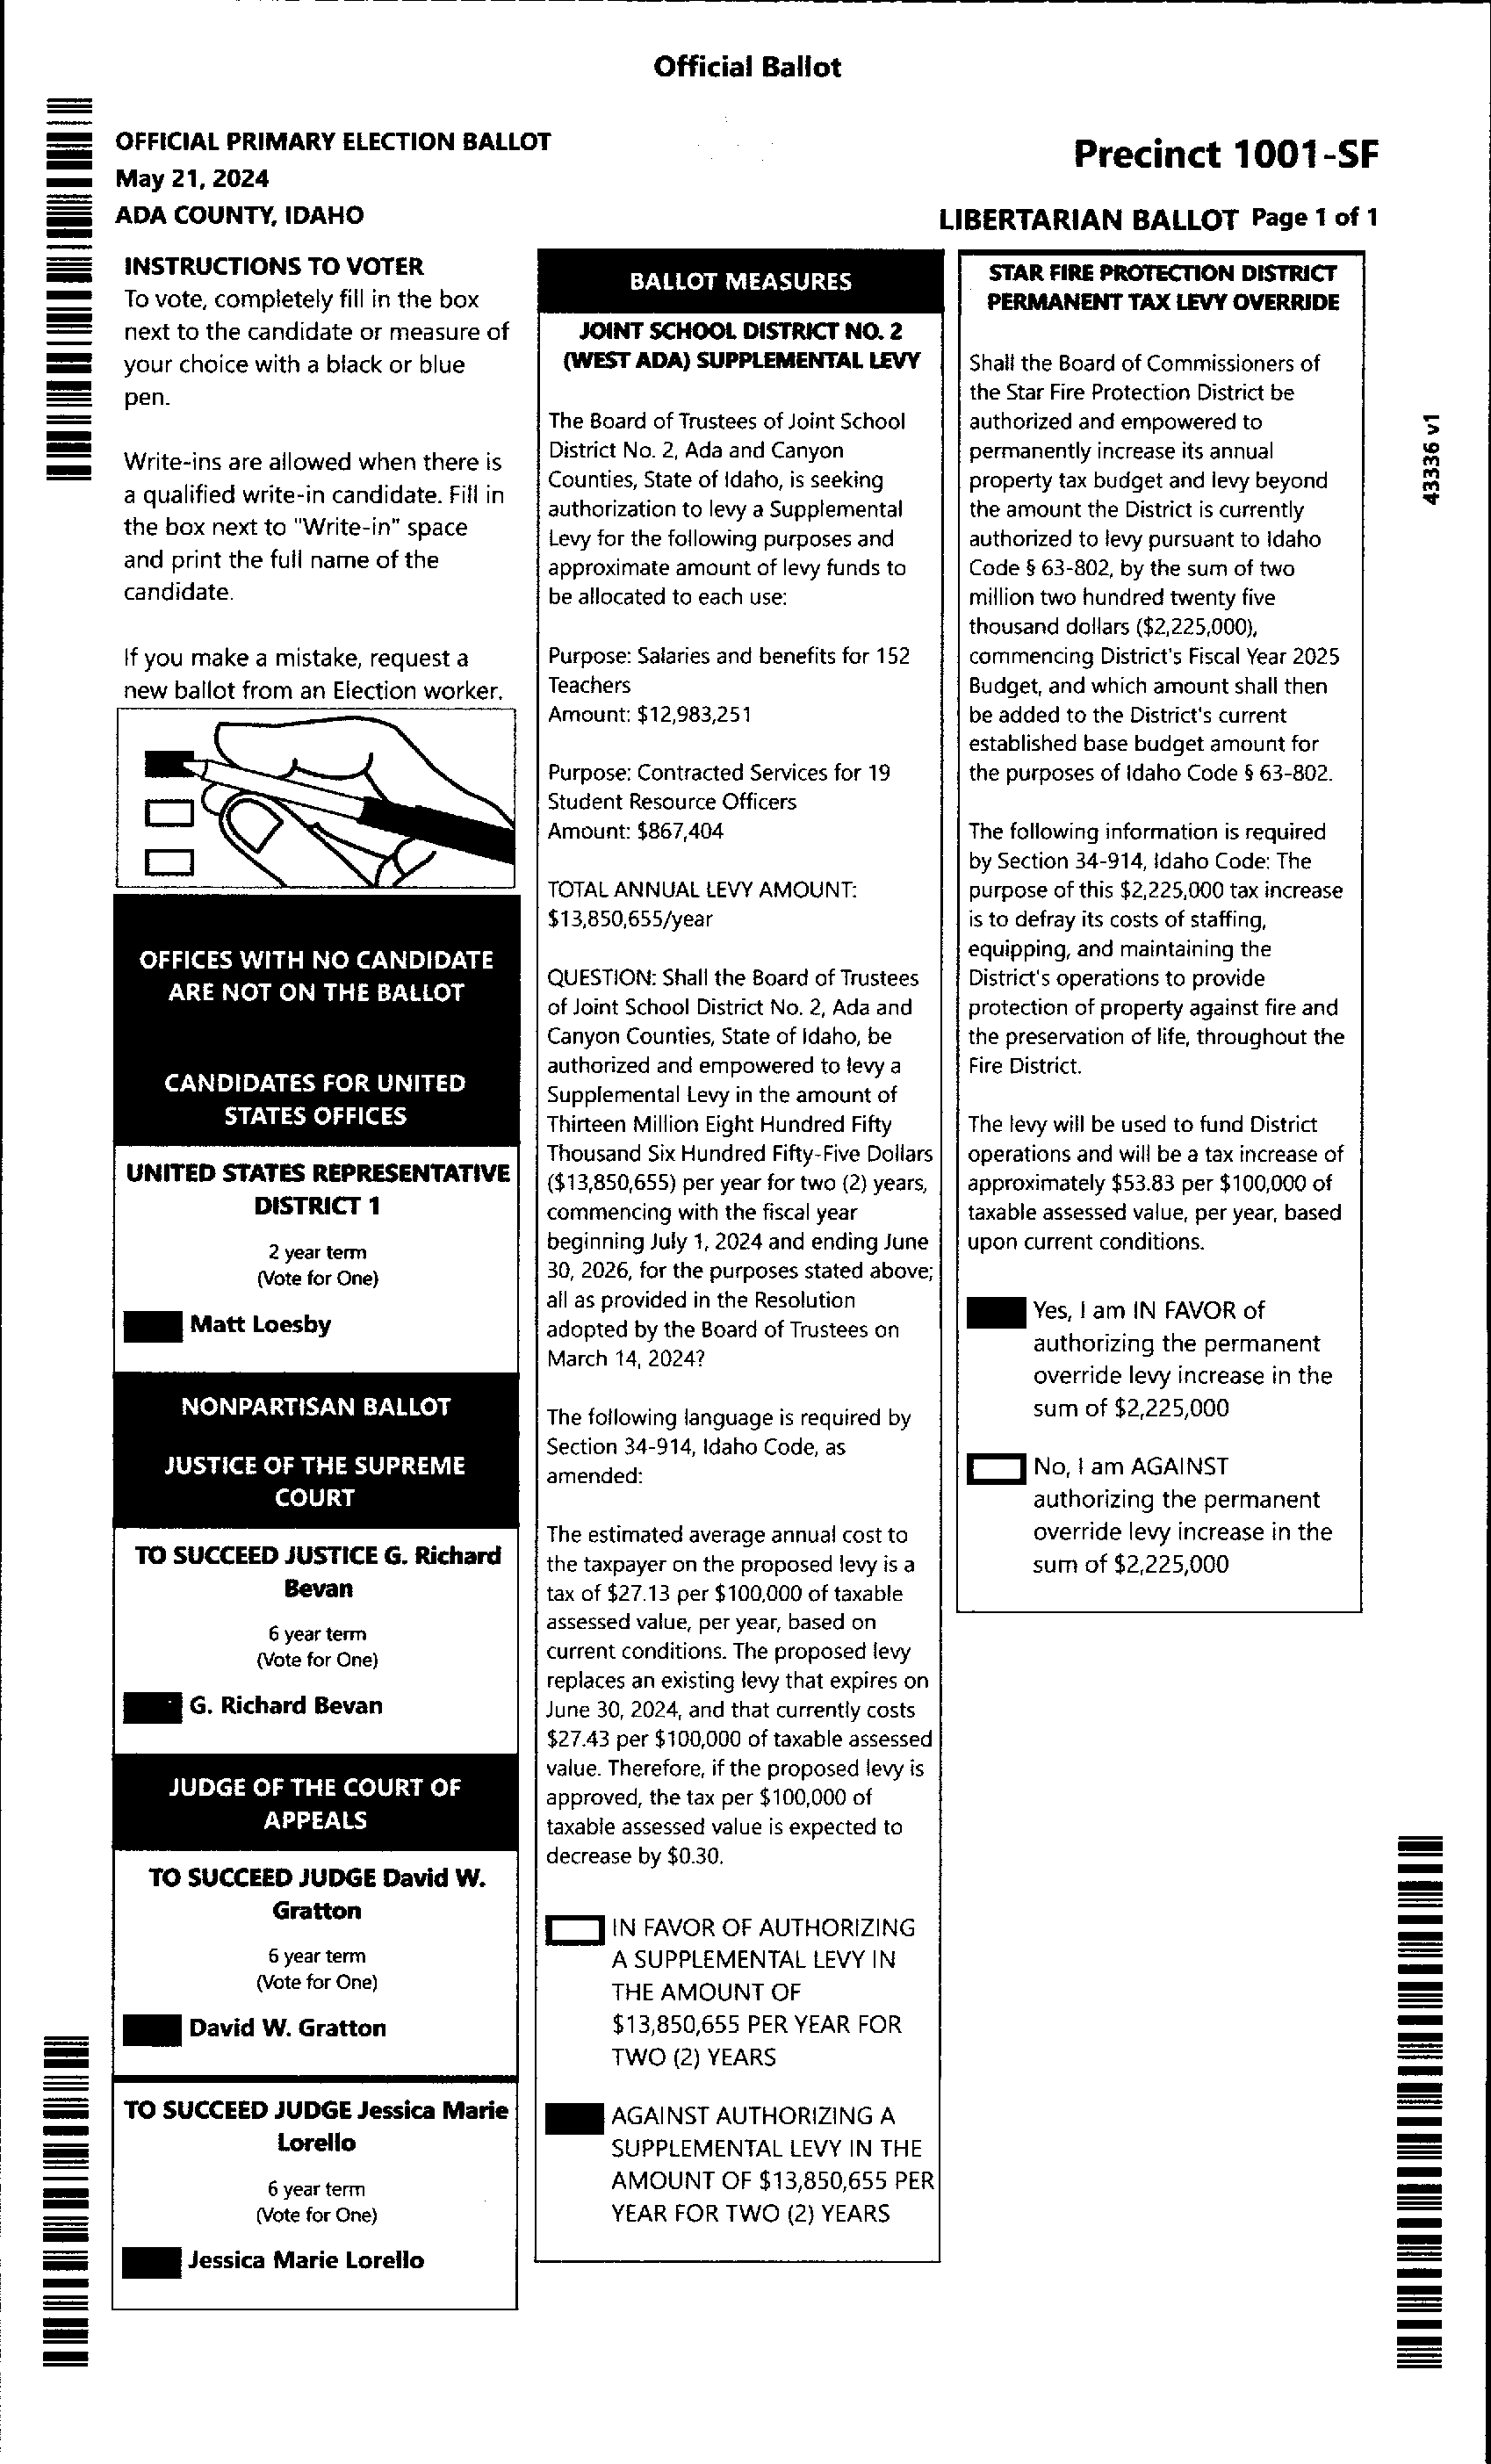 Official Ballot
OFFICIAL PRIMARY ELECTION BALLOT
May 21, 2024
ADA COUNTY, IDAHO
Precinct 1001-SF
LIBERTARIAN BALLOT Page 1 of 1
INSTRUCTIONS TO VOTER
To vote, completely fill in the box
next to the candidate or measure of
your choice with a black or blue
pen.
Write-ins are allowed when there is
a qualified write-in candidate. Fill in
the box next to "Write-in" space
and print the full name of the
candidate.
If you make a mistake, request a
new ballot from an Election worker.
OFFICES WITH NO CANDIDATE
ARE NOT ON THE BALLOT
CANDIDATES FOR UNITED
STATES OFFICES
UNITED STATES REPRESENTATIVE
DISTRICT 1
2 year term
(Vote for One)
Matt Loesby
NONPARTISAN BALLOT
JUSTICE OF THE SUPREME
COURT
TO SUCCEED JUSTICE G. Richard
Bevan
6 year term
(Vote for One)
G. Richard Bevan
JUDGE OF THE COURT OF
APPEALS
TO SUCCEED JUDGE David W.
Gratton
6 year term
(Vote for One)
David W. Gratton
TO SUCCEED JUDGE Jessica Marie
Lorello
6 year term
(Vote for One)
Jessica Marie Lorello
BALLOT MEASURES
JOINT SCHOOL DISTRICT NO. 2
(WEST ADA) SUPPLEMENTAL LEVY
The Board of Trustees of Joint School
District No. 2, Ada and Canyon
Counties, State of Idaho, is seeking
authorization to levy a Supplemental
Levy for the following purposes and
approximate amount of levy funds to
be allocated to each use:
Purpose: Salaries and benefits for 152
Teachers
Amount: $12,983,251
Purpose: Contracted Services for 19
Student Resource Officers
Amount: $867,404
TOTAL ANNUAL LEVY AMOUNT:
$13,850,655/year
QUESTION: Shall the Board of Trustees
of Joint School District No. 2, Ada and
Canyon Counties, State of Idaho, be
authorized and empowered to levy a
Supplemental Levy in the amount of
Thirteen Million Eight Hundred Fifty
Thousand Six Hundred Fifty-Five Dollars
($13,850,655) per year for two (2) years,
commencing with the fiscal year
beginning July 1, 2024 and ending June
30, 2026, for the purposes stated above;
all as provided in the Resolution
adopted by the Board of Trustees on
March 14, 2024?
The following language is required by
Section 34-914, Idaho Code, as
amended:
The estimated average annual cost to
the taxpayer on the proposed levy is a
tax of $27.13 per $100,000 of taxable
assessed value, per year, based on
current conditions. The proposed levy
replaces an existing levy that expires on
June 30, 2024, and that currently costs
$27.43 per $100,000 of taxable assessed
value. Therefore, if the proposed levy is
approved, the tax per $100,000 of
taxable assessed value is expected to
decrease by $0.30.
IN FAVOR OF AUTHORIZING
A SUPPLEMENTAL LEVY IN
THE AMOUNT OF
$13,850,655 PER YEAR FOR
TWO (2) YEARS
AGAINST AUTHORIZING A
SUPPLEMENTAL LEVY IN THE
AMOUNT OF $13,850,655 PER
YEAR FOR TWO (2) YEARS
STAR FIRE PROTECTION DISTRICT
PERMANENT TAX LEVY OVERRIDE
Shall the Board of Commissioners of
the Star Fire Protection District be
authorized and empowered to
permanently increase its annual
property tax budget and levy beyond
the amount the District is currently
authorized to levy pursuant to Idaho
Code § 63-802, by the sum of two
million two hundred twenty five
thousand dollars ($2,225,000),
commencing District's Fiscal Year 2025
Budget, and which amount shall then
be added to the District's current
established base budget amount for
the purposes of Idaho Code § 63-802.
The following information is required
by Section 34-914, Idaho Code: The
purpose of this $2,225,000 tax increase
is to defray its costs of staffing,
equipping, and maintaining the
District's operations to provide
protection of property against fire and
the preservation of life, throughout the
Fire District.
The levy will be used to fund District
operations and will be a tax increase of
approximately $53.83 per $100,000 of
taxable assessed value, per year, based
upon current conditions.
Yes, I am IN FAVOR of
authorizing the permanent
override levy increase in the
sum of $2,225,000
No, I am AGAINST
authorizing the permanent
override levy increase in the
sum of $2,225,000
43336 v1